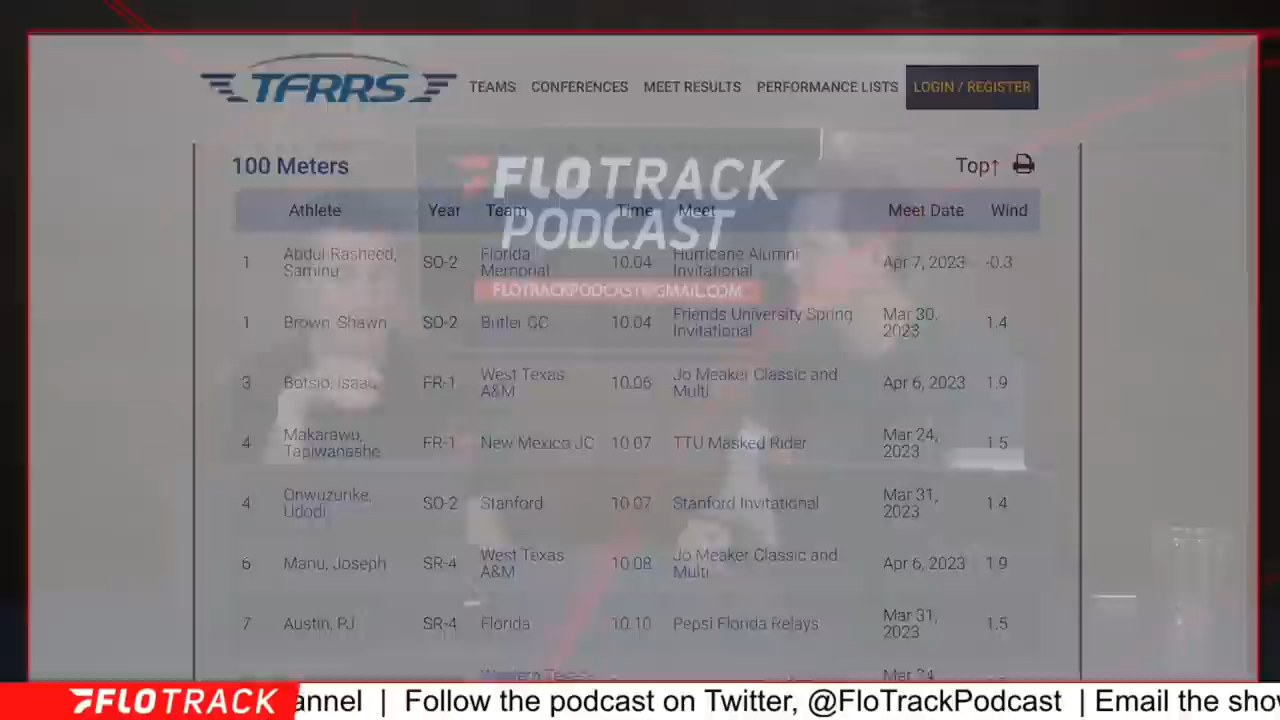 TFRRS
TEAMS CONFERENCES MEET RESULTS PERFORMANCE LISTS LOGIN / REGISTER
100 Meters Top↑
FLOTRACK
PODCAST
FLOTRACKPODCAST@GMAIL.COM
Athlete Year Team Time Meet Meet Date Wind
1 Abdul Rasheed, Saminu SO-2 Florida Memorial 10.04 Hurricane Alumni Invitational Apr 7, 2023 -0.3
1 Brown, Shawn SO-2 Butler CC 10.04 Friends University Spring Invitational Mar 30, 2023 1.4
3 Botsio, Isaac FR-1 West Texas A&M 10.06 Jo Meaker Classic and Multi Apr 6, 2023 1.9
4 Makarawu, Tapiwanashe FR-1 New Mexico JC 10.07 TTU Masked Rider Mar 24, 2023 1.5
4 Onwuzurike, Udodi SO-2 Stanford 10.07 Stanford Invitational Mar 31, 2023 1.4
6 Manu, Joseph SR-4 West Texas A&M 10.08 Jo Meaker Classic and Multi Apr 6, 2023 1.9
7 Austin, PJ SR-4 Florida 10.10 Pepsi Florida Relays Mar 31, 2023 1.5
Western Texas Mar 24,
FLOTRACK
annel | Follow the podcast on Twitter, @FloTrackPodcast | Email the sho